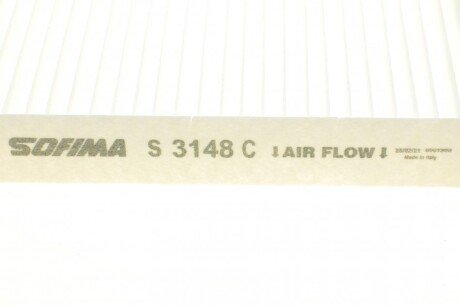 SOFIMA S 3148 C ↓AIR FLOW↓
Made in Italy